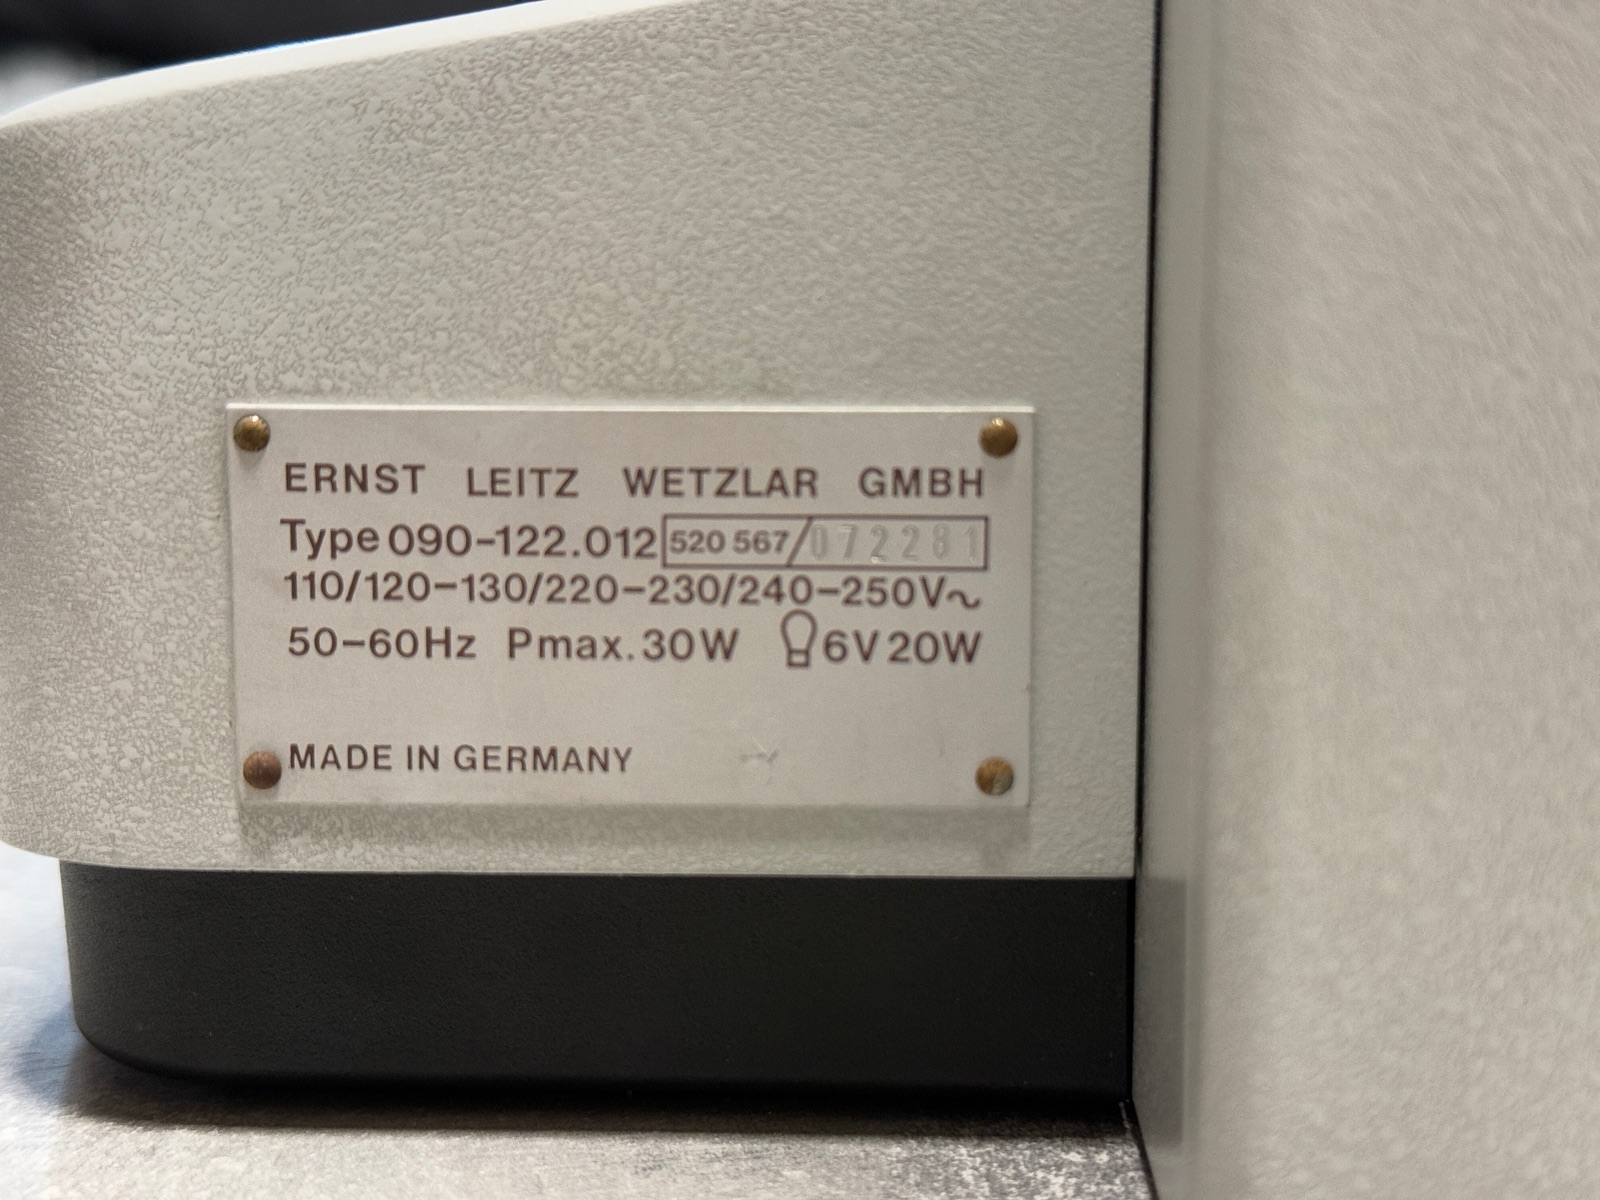 ERNST LEITZ WETZLAR GMBH
Type 090-122.012 520 567/072281
110/120-130/220-230/240-250V~
50-60Hz Pmax. 30W 6V 20W
MADE IN GERMANY